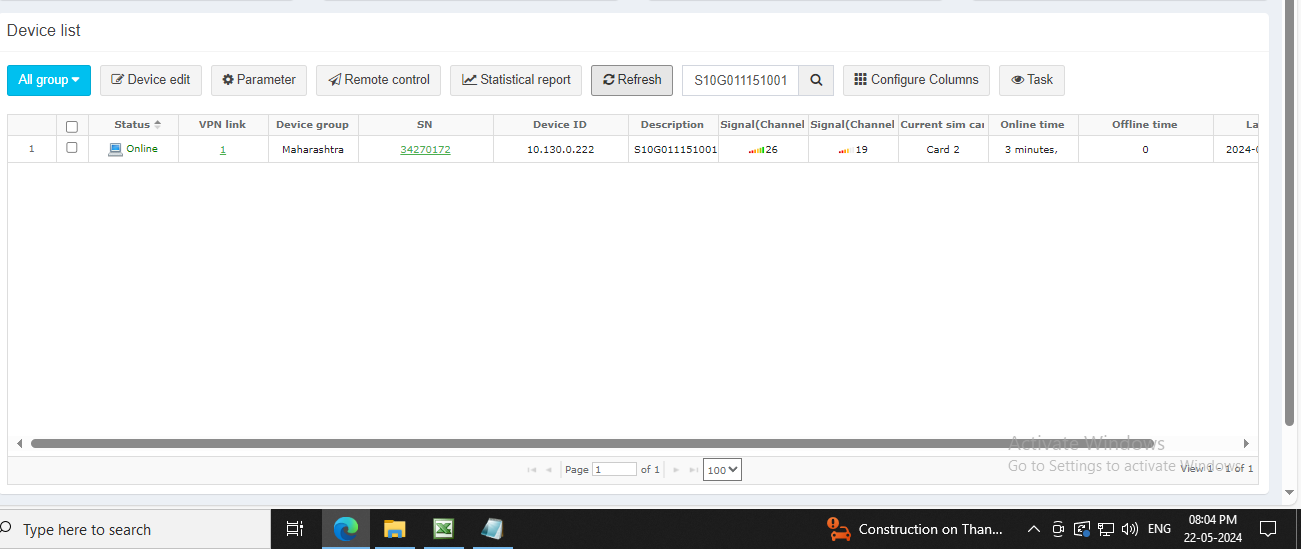 Device list
All group
Device edit
Parameter
Remote control
Statistical report
Refresh
S10G011151001
Configure Columns
Task
Status
VPN link
Device group
SN
Device ID
Description
Signal(Channel
Signal(Channel
Current sim car
Online time
Offline time
La
1
Online
1
Maharashtra
34270172
10.130.0.222
S10G011151001
26
19
Card 2
3 minutes,
0
2024-0
Activate Windows
Go to Settings to activate Windows.
Page 1 of 1
100
View 1 - 1 of 1
Type here to search
Construction on Than...
ENG
08:04 PM
22-05-2024